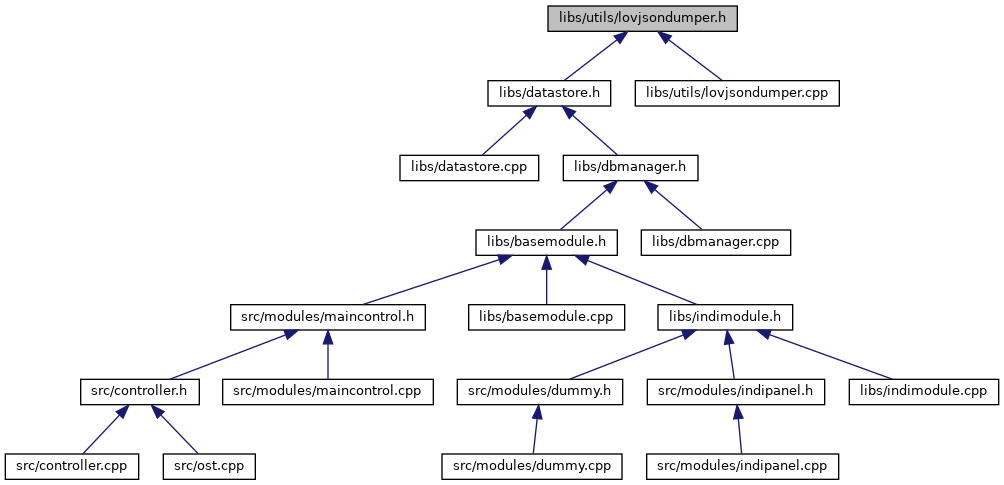 libs/utils/lovjsondumper.h
libs/datastore.h
libs/utils/lovjsondumper.cpp
libs/datastore.cpp
libs/dbmanager.h
libs/basemodule.h
libs/dbmanager.cpp
src/modules/maincontrol.h
libs/basemodule.cpp
libs/indimodule.h
src/controller.h
src/modules/maincontrol.cpp
src/modules/dummy.h
src/modules/indipanel.h
libs/indimodule.cpp
src/controller.cpp
src/ost.cpp
src/modules/dummy.cpp
src/modules/indipanel.cpp